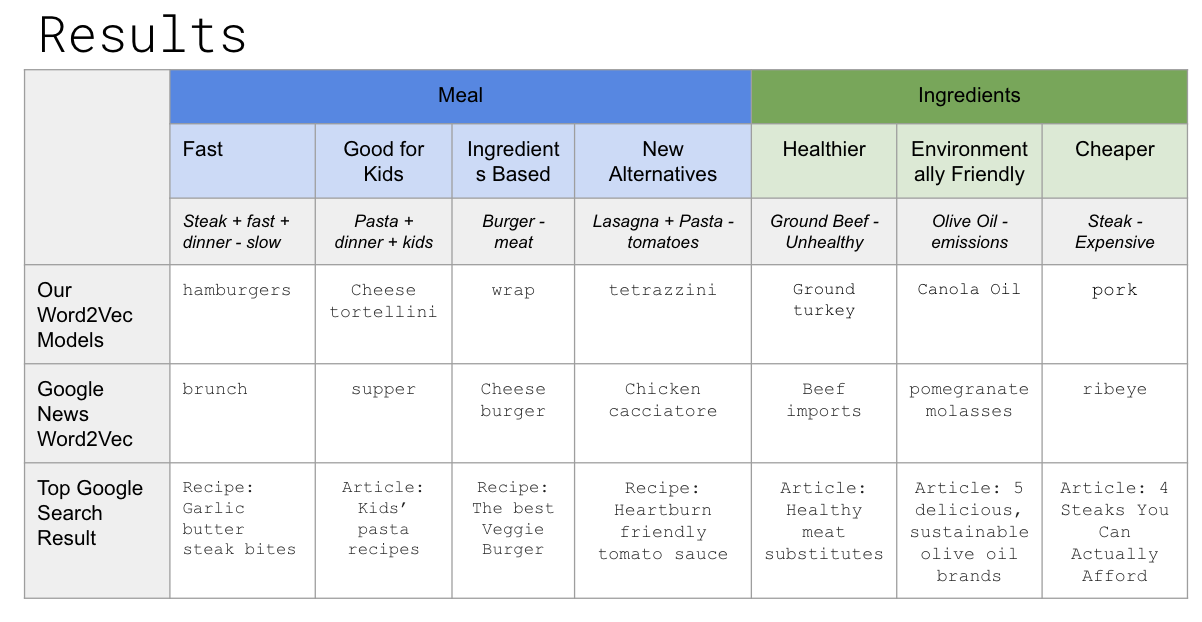 Results
Meal
Ingredients
Fast
Good for
Kids
Ingredient
s Based
New
Alternatives
Healthier
Environment
ally Friendly
Cheaper
Steak + fast +
dinner - slow
Pasta +
dinner + kids
Burger -
meat
Lasagna + Pasta -
tomatoes
Ground Beef -
Unhealthy
Olive Oil -
emissions
Steak -
Expensive
Our
Word2Vec
Models
hamburgers
Cheese
tortellini
wrap
tetrazzini
Ground
turkey
Canola Oil
pork
Google
News
Word2Vec
brunch
supper
Cheese
burger
Chicken
cacciatore
Beef
imports
pomegranate
molasses
ribeye
Top Google
Search
Result
Recipe:
Garlic
butter
steak bites
Article:
Kids’
pasta
recipes
Recipe:
The best
Veggie
Burger
Recipe:
Heartburn
friendly
tomato sauce
Article:
Healthy
meat
substitutes
Article: 5
delicious,
sustainable
olive oil
brands
Article: 4
Steaks You
Can
Actually
Afford